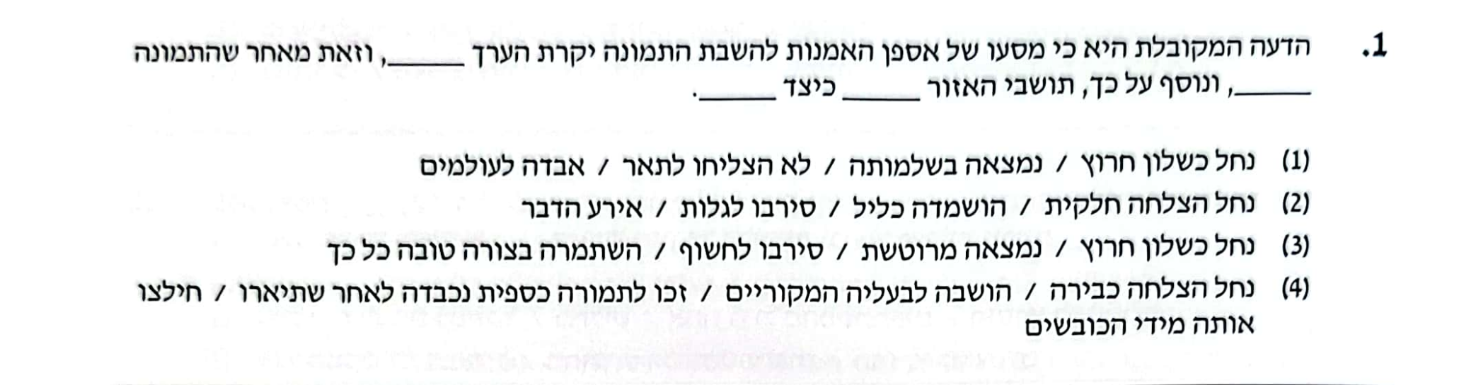 1. הדעה המקובלת היא כי מסעו של אספן האמנות להשבת התמונה יקרת הערך _____, וזאת מאחר שהתמונה
_____, ונוסף על כך, תושבי האזור _____ כיצד _____.
(1) נחל כשלון חרוץ / נמצאה בשלמותה / לא הצליחו לתאר / אבדה לעולמים
(2) נחל הצלחה חלקית / הושמדה כליל / סירבו לגלות / אירע הדבר
(3) נחל כשלון חרוץ / נמצאה מרוטשת / סירבו לחשוף / השתמרה בצורה טובה כל כך
(4) נחל הצלחה כבירה / הושבה לבעליה המקוריים / זכו לתמורה כספית נכבדה לאחר שתיארו / חילצו
אותה מידי הכובשים